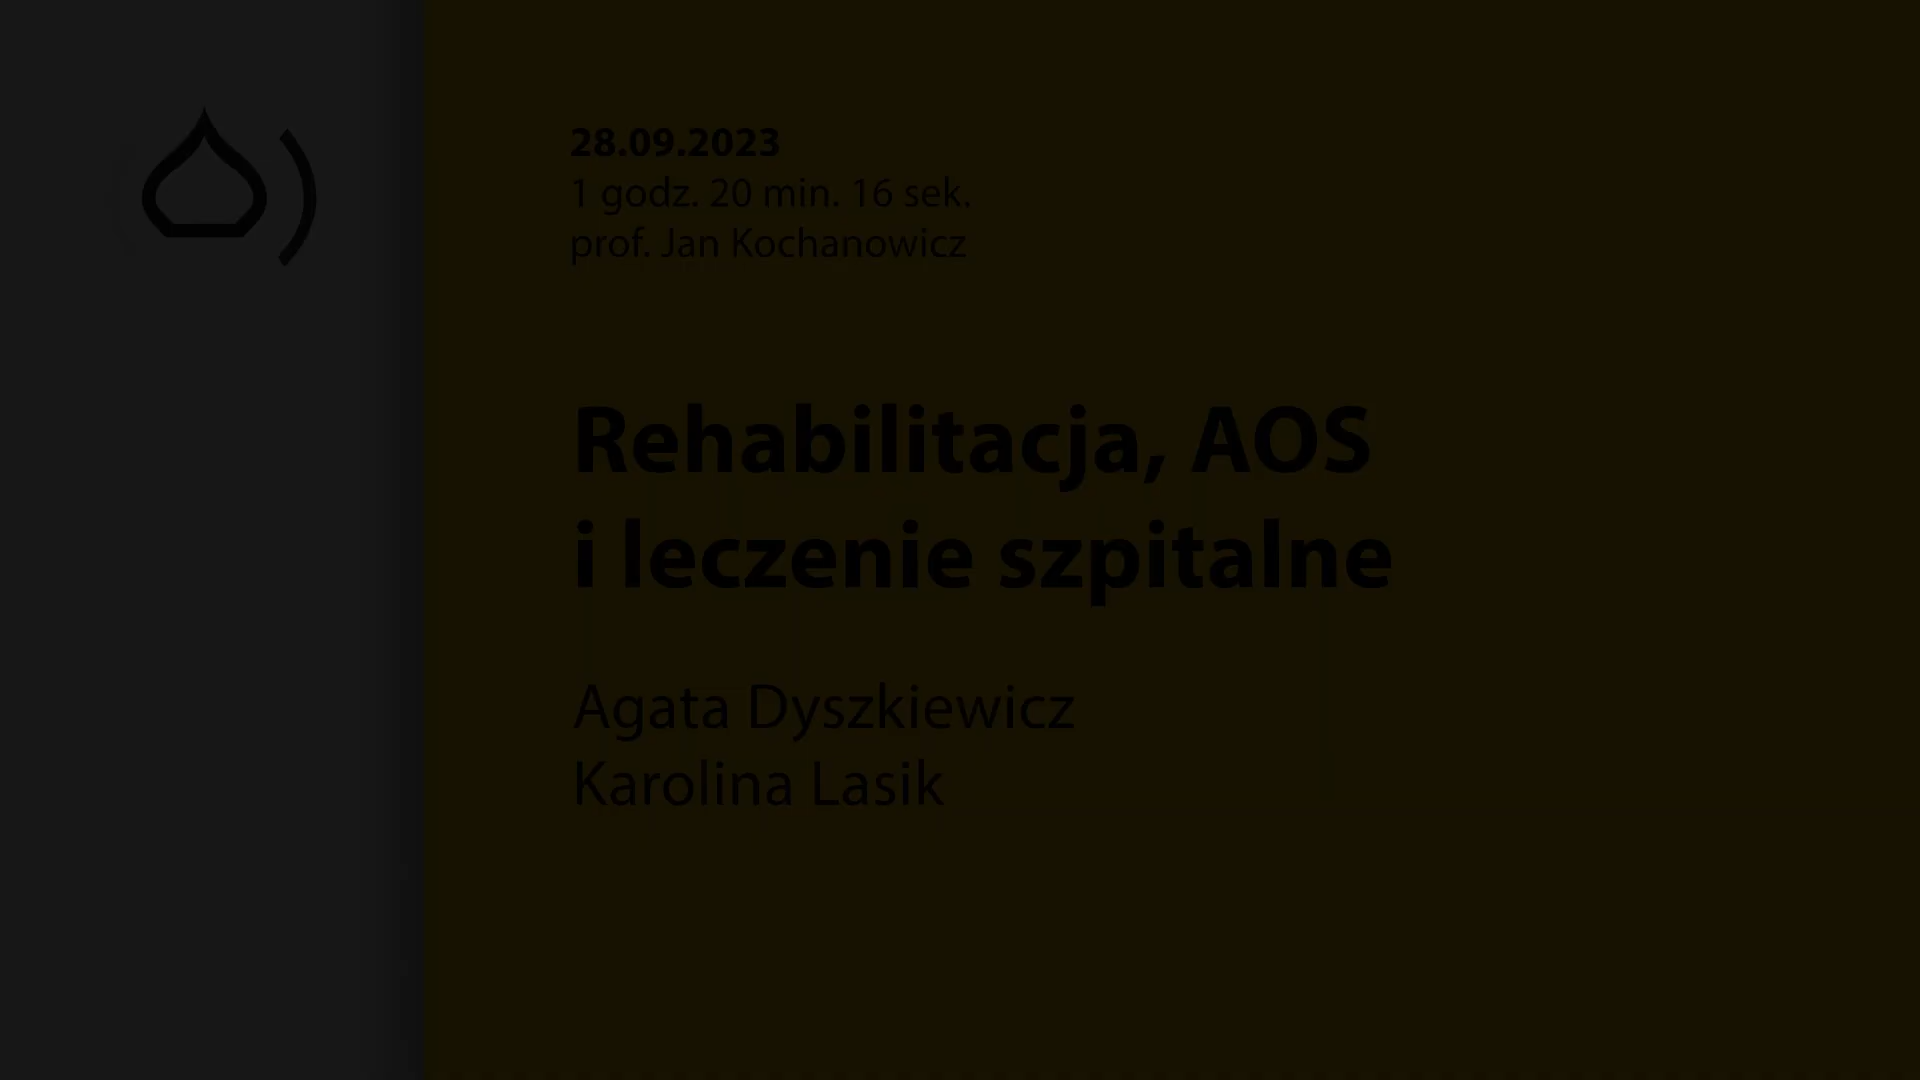 28.09.2023
1 godz. 20 min. 16 sek.
prof. Jan Kochanowicz
Rehabilitacja, AOS
i leczenie szpitalne
Agata Dyszkiewicz
Karolina Lasik